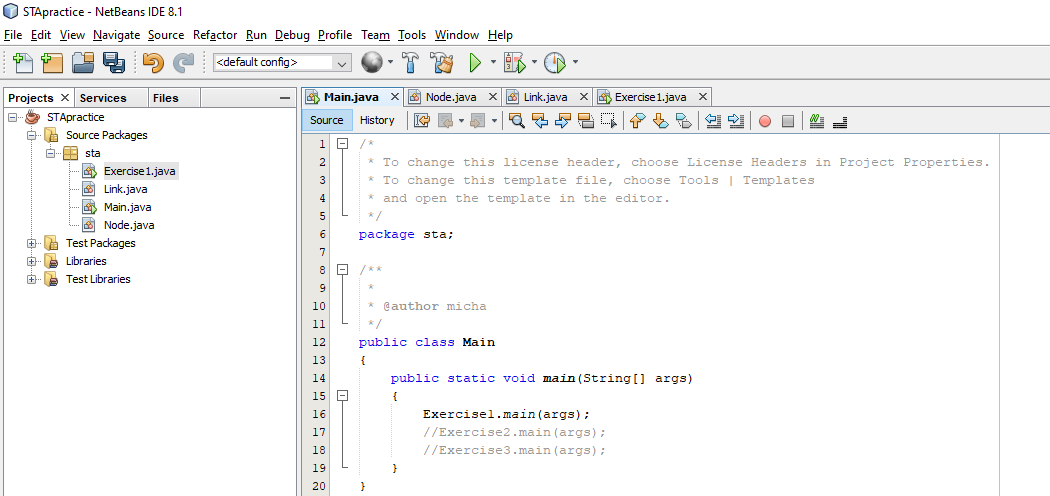 STApractice - NetBeans IDE 8.1
File Edit View Navigate Source Refactor Run Debug Profile Team Tools Window Help
<default config>
Projects Services Files
STApractice
Source Packages
sta
Exercise1.java
Link.java
Main.java
Node.java
Test Packages
Libraries
Test Libraries
Main.java Node.java Link.java Exercise1.java
Source History
1 /*
2 * To change this license header, choose License Headers in Project Properties.
3 * To change this template file, choose Tools | Templates
4 * and open the template in the editor.
5 */
6 package sta;
7
8 /**
9 *
10 * @author micha
11 */
12 public class Main
13 {
14 public static void main(String[] args)
15 {
16 Exercise1.main(args);
17 //Exercise2.main(args);
18 //Exercise3.main(args);
19 }
20 }